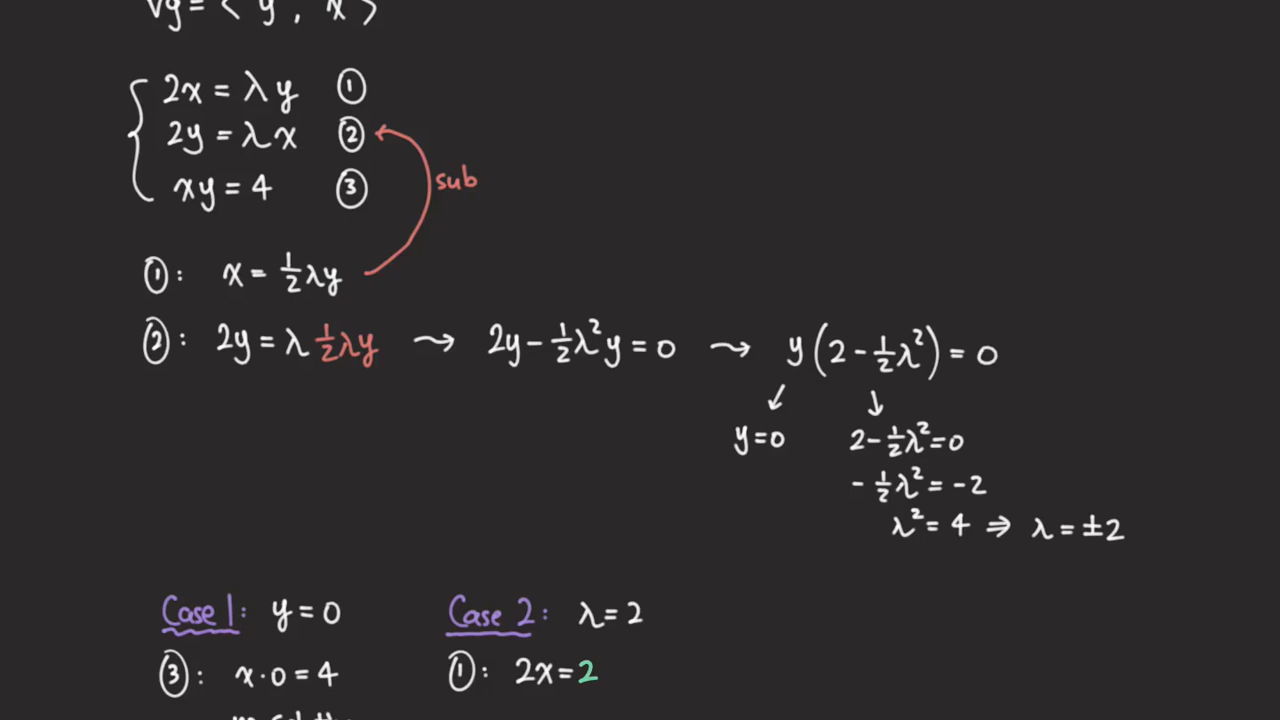 ∇g = < y , x >
2x = λy ①
2y = λx ②
xy = 4 ③
sub
①: x = ½λy
②: 2y = λ ½λy ⇝ 2y - ½λ²y = 0 ⇝ y(2 - ½λ²) = 0
↙ ↓
y=0 2 - ½λ² = 0
- ½λ² = -2
λ² = 4 ⇒ λ = ±2
Case 1: y = 0 Case 2: λ = 2
③: x·0 = 4 ①: 2x = 2